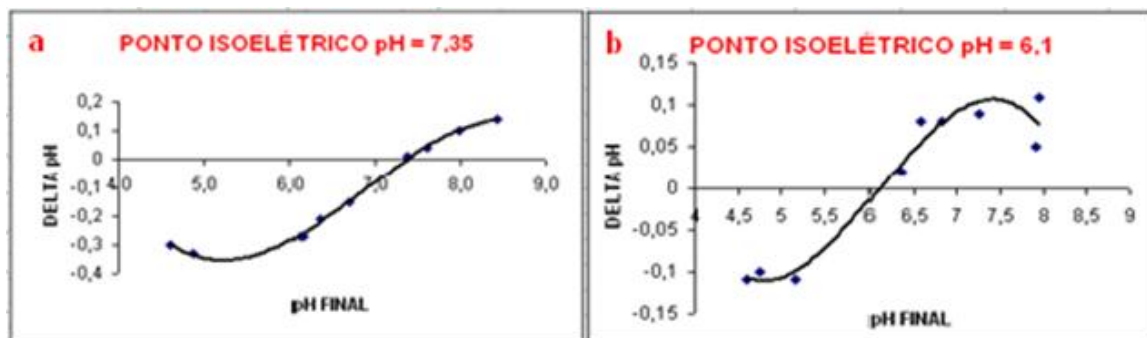 a
PONTO ISOELÉTRICO pH = 7,35
DELTA pH
0,2
0,1
0
-0,1
-0,2
-0,3
-0,4
4,0 5,0 6,0 7,0 8,0 9,0
pH FINAL
b
PONTO ISOELÉTRICO pH = 6,1
DELTA pH
0,15
0,1
0,05
0
-0,05
-0,1
-0,15
4 4,5 5 5,5 6 6,5 7 7,5 8 8,5 9
pH FINAL